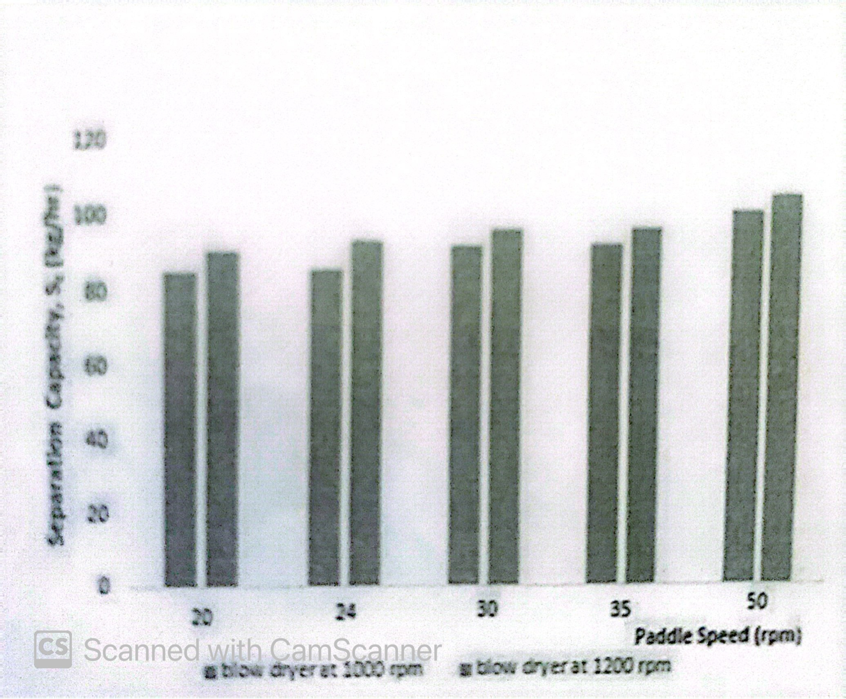 120
100
80
60
40
20
0
Separation Capacity, Sc (kg/hr)
20 24 30 35 50
Paddle Speed (rpm)
CS Scanned with CamScanner
blow dryer at 1000 rpm blow dryer at 1200 rpm